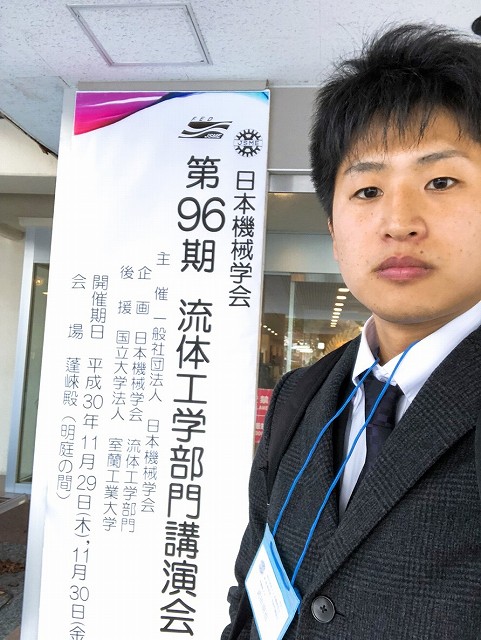 FED
JSME
JSME
日本機械学会
第96期 流体工学部門講演会
主 催 一般社団法人 日本機械学会
企 画 日本機械学会 流体工学部門
後 援 国立大学法人 室蘭工業大学
開催期日 平成30年11月29日(木),11月30日(金
会 場 蓬崍殿(明庭の間)